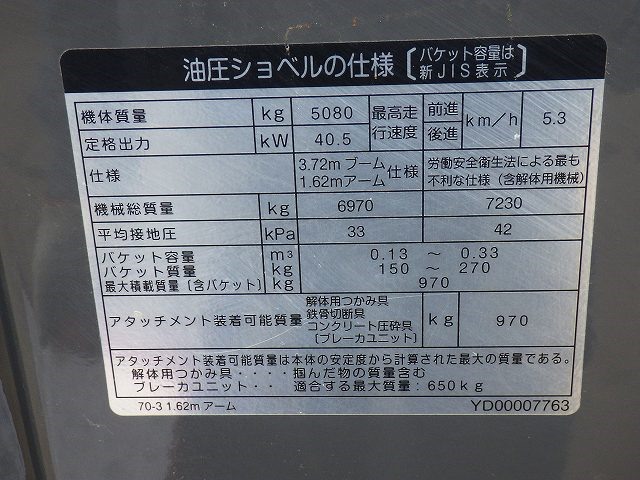 油圧ショベルの仕様 〔バケット容量は
新JIS表示〕
機体質量 kg 5080 最高走行速度 前進 後進 km/h 5.3
定格出力 kW 40.5
仕様 3.72mブーム 1.62mアーム 仕様 労働安全衛生法による最も
不利な仕様（含解体用機械）
機械総質量 kg 6970 7230
平均接地圧 kPa 33 42
バケット容量 m³ 0.13 ～ 0.33
バケット質量 kg 150 ～ 270
最大積載質量〔含バケット〕 kg 970
アタッチメント装着可能質量 解体用つかみ具
鉄骨切断具
コンクリート圧砕具
〔ブレーカユニット〕 kg 970
アタッチメント装着可能質量は本体の安定度から計算された最大の質量である。
解体用つかみ具・・・・掴んだ物の質量含む
ブレーカユニット・・適合する最大質量：650kg
70-3 1.62mアーム YD00007763